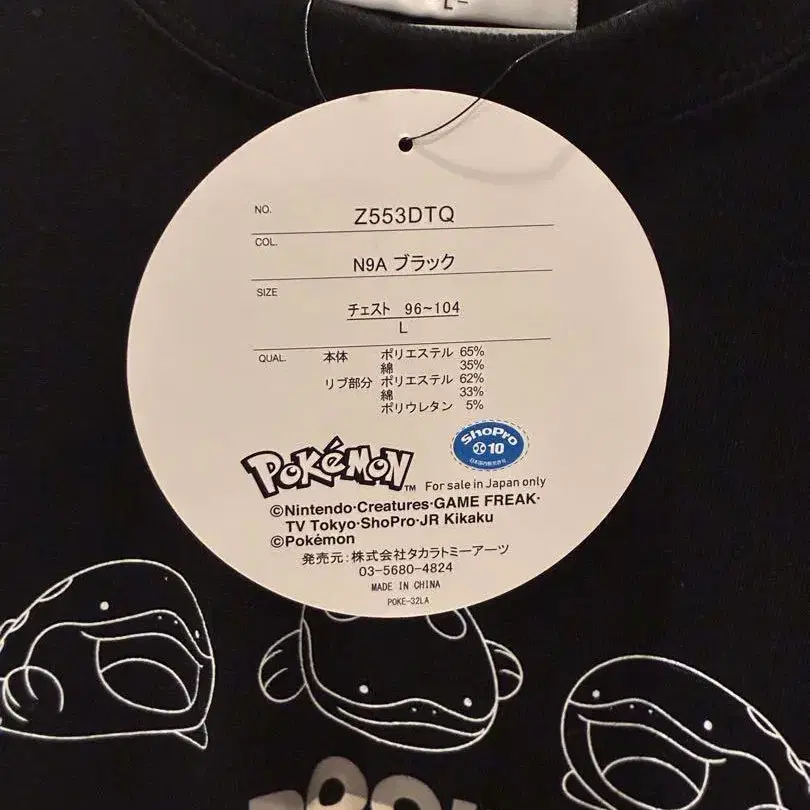 L
NO. Z553DTQ
COL.
N9A ブラック
SIZE
チェスト 96~104
L
QUAL. 本体 ポリエステル 65%
綿 35%
リブ部分 ポリエステル 62%
綿 33%
ポリウレタン 5%
ShoPro
10
POKéMON™ For sale in Japan only
©Nintendo·Creatures·GAME FREAK·
TV Tokyo·ShoPro·JR Kikaku
©Pokémon
発売元:株式会社タカラトミーアーツ
03-5680-4824
MADE IN CHINA
POKE-32LA